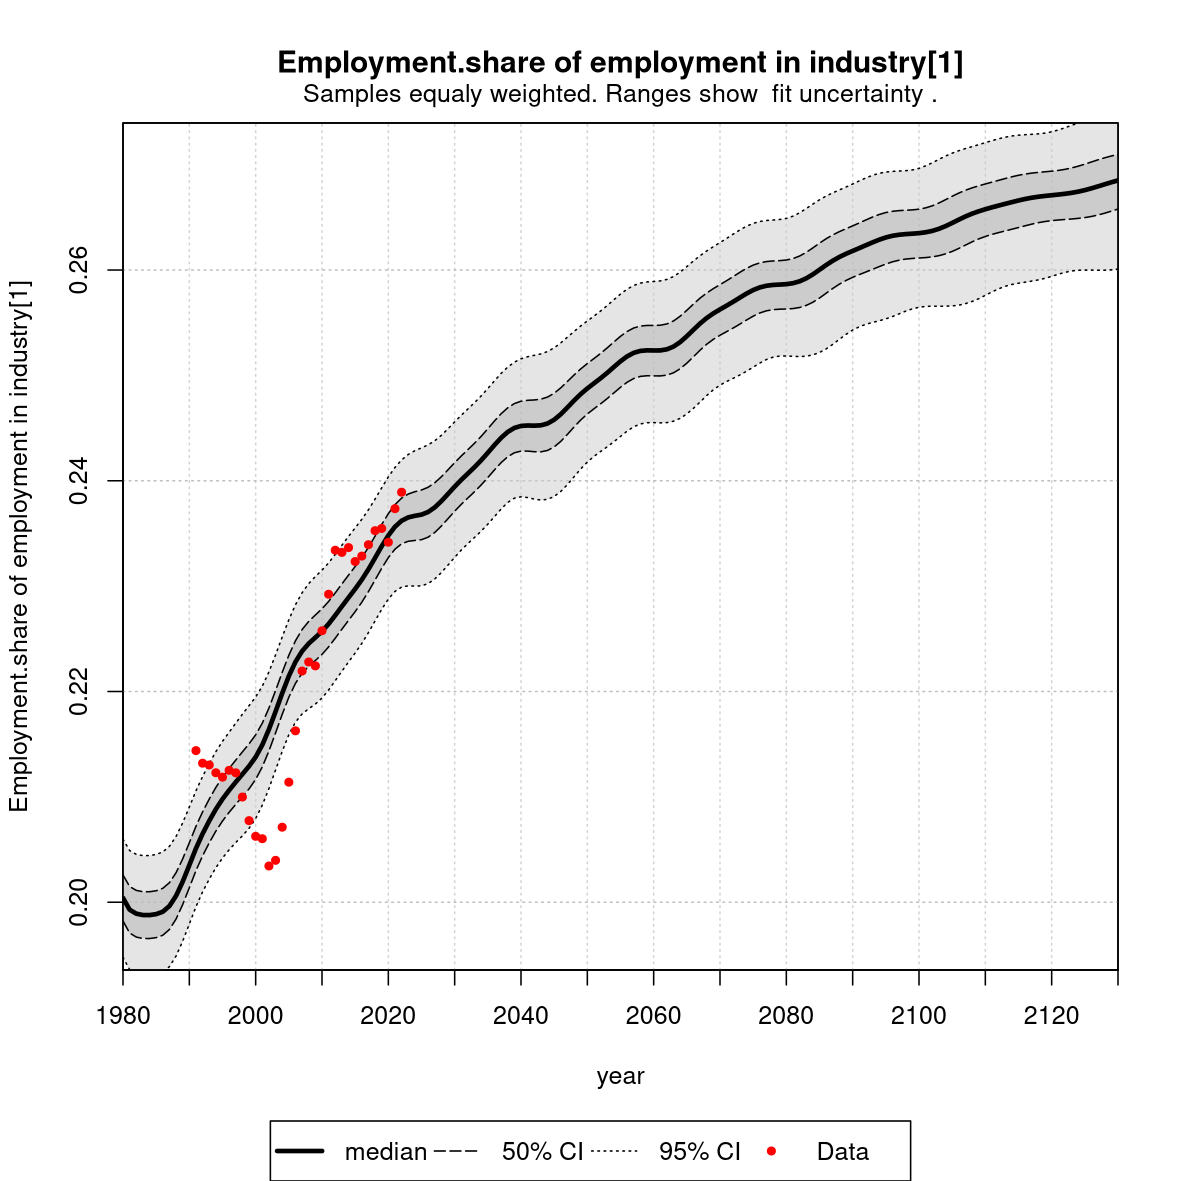 Employment.share of employment in industry[1]
Samples equaly weighted. Ranges show  fit uncertainty .
Employment.share of employment in industry[1]
0.26
0.24
0.22
0.20
1980 2000 2020 2040 2060 2080 2100 2120
year
median 50% CI 95% CI Data